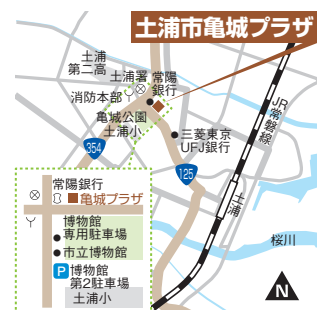 土浦市亀城プラザ
土浦
第二高
土浦署
常陽
銀行
消防本部
亀城公園
土浦小
三菱東京
UFJ銀行
354
125
JR常磐線
土浦
桜川
N
常陽銀行
亀城プラザ
博物館
専用駐車場
市立博物館
P
博物館
第2駐車場
土浦小